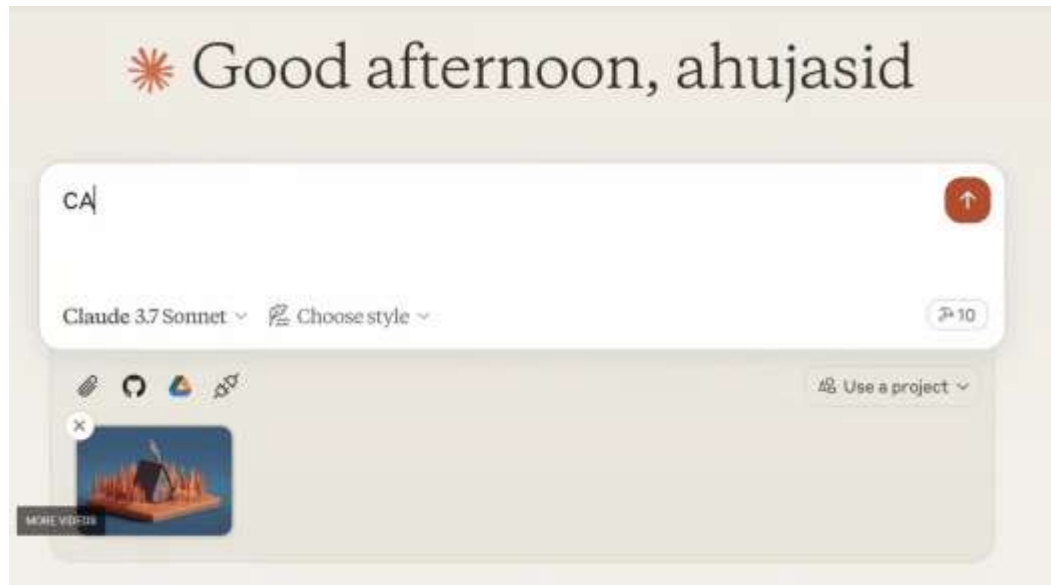 Good afternoon, ahujasid
CA
Claude 3.7 Sonnet Choose style 10
Use a project
MORE VIDEOS